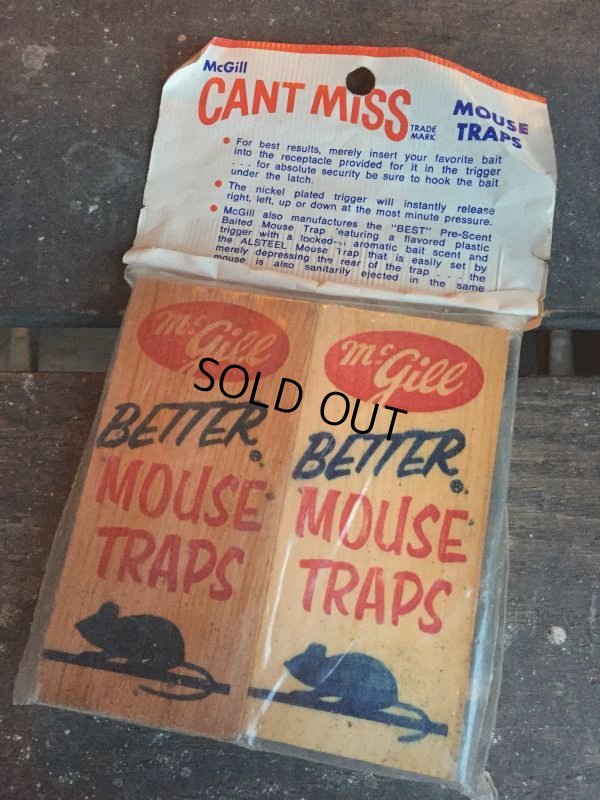 McGill
CANT MISS
TRADE
MARK
MOUSE
TRAPS
• For best results, merely insert your favorite bait
into the receptacle provided for it in the trigger
. . . for absolute security be sure to hook the bait
under the latch.
• The nickel plated trigger will instantly release
right, left, up or down at the most minute pressure.
• McGill also manufactures the "BEST" Pre-Scent
Baited Mouse Trap featuring a flavored plastic
trigger with a locked-in aromatic bait scent and
the ALSTEEL Mouse Trap that is easily set by
merely depressing the rear of the trap . . . the
mouse is also sanitarily ejected in the same
McGill
BETTER®
MOUSE
TRAPS
McGill
BETTER®
MOUSE
TRAPS
SOLD OUT